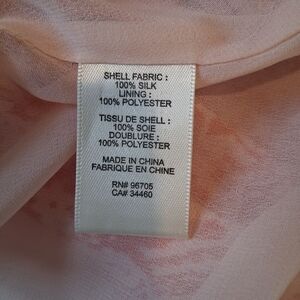 SHELL FABRIC :
100% SILK
LINING :
100% POLYESTER
TISSU DE SHELL :
100% SOIE
DOUBLURE :
100% POLYESTER
MADE IN CHINA
FABRIQUE EN CHINE
RN# 96705
CA# 34460